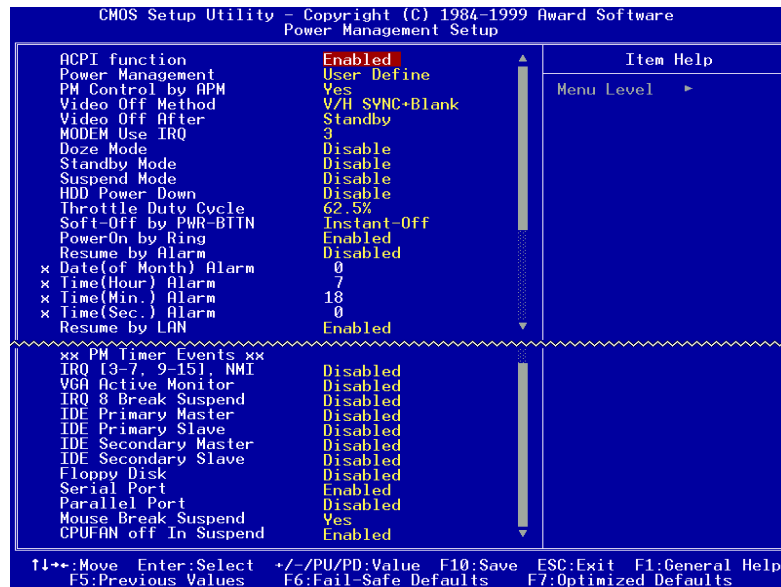 CMOS Setup Utility - Copyright (C) 1984-1999 Award Software
Power Management Setup
ACPI function Enabled
Power Management User Define
PM Control by APM Yes
Video Off Method V/H SYNC+Blank
Video Off After Standby
MODEM Use IRQ 3
Doze Mode Disable
Standby Mode Disable
Suspend Mode Disable
HDD Power Down Disable
Throttle Duty Cycle 62.5%
Soft-Off by PWR-BTTN Instant-Off
PowerOn by Ring Enabled
Resume by Alarm Disabled
x Date(of Month) Alarm 0
x Time(Hour) Alarm 7
x Time(Min.) Alarm 18
x Time(Sec.) Alarm 0
Resume by LAN Enabled
xx PM Timer Events xx
IRQ [3-7, 9-15], NMI Disabled
VGA Active Monitor Disabled
IRQ 8 Break Suspend Disabled
IDE Primary Master Disabled
IDE Primary Slave Disabled
IDE Secondary Master Disabled
IDE Secondary Slave Disabled
Floppy Disk Disabled
Serial Port Enabled
Parallel Port Disabled
Mouse Break Suspend Yes
CPUFAN off In Suspend Enabled
Item Help
Menu Level ►
↑↓→←:Move Enter:Select +/-/PU/PD:Value F10:Save ESC:Exit F1:General Help
F5:Previous Values F6:Fail-Safe Defaults F7:Optimized Defaults